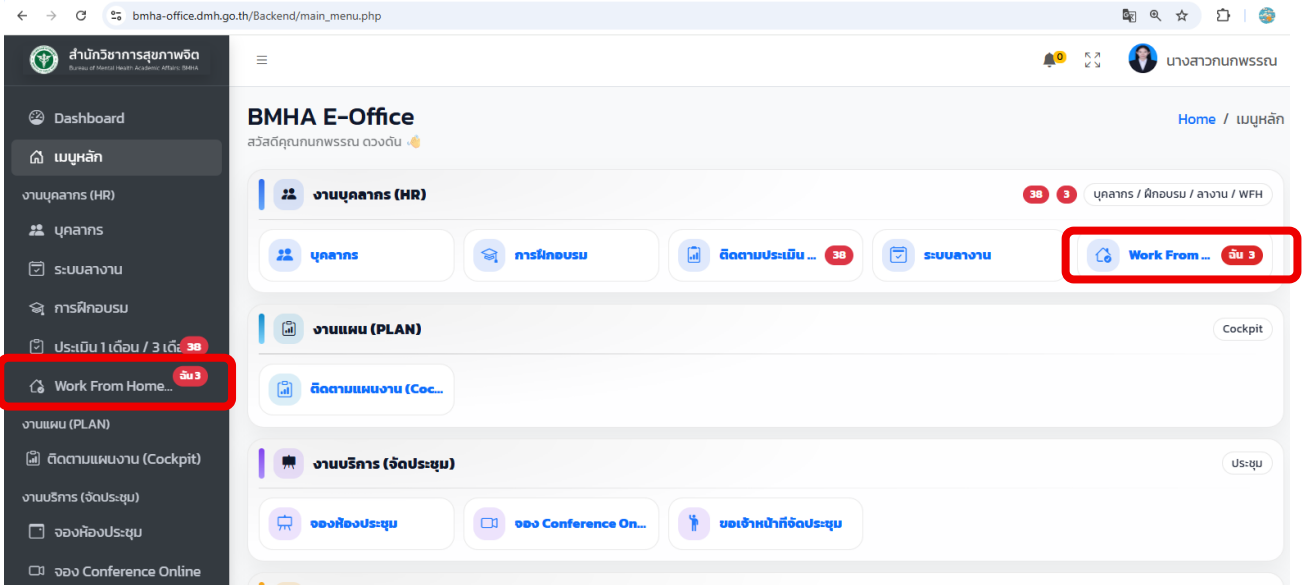 bmha-office.dmh.go.th/Backend/main_menu.php
สำนักวิชาการสุขภาพจิต
Bureau of Mental Health Academic Affairs: BMHA
0
นางสาวกนกพรรณ
Dashboard
เมนูหลัก
งานบุคลากร (HR)
บุคลากร
ระบบลางาน
การฝึกอบรม
ประเมิน 1 เดือน / 3 เดื
38
Work From Home...
ฉัน 3
งานแผน (PLAN)
ติดตามแผนงาน (Cockpit)
งานบริการ (จัดประชุม)
จองห้องประชุม
จอง Conference Online
BMHA E-Office
Home / เมนูหลัก
สวัสดีคุณกนกพรรณ ดวงตัน 👋
งานบุคลากร (HR)
38 3 บุคลากร / ฝึกอบรม / ลางาน / WFH
บุคลากร
การฝึกอบรม
ติดตามประเมิน ... 38
ระบบลางาน
Work From ... ฉัน 3
งานแผน (PLAN)
Cockpit
ติดตามแผนงาน (Coc...
งานบริการ (จัดประชุม)
ประชุม
จองห้องประชุม
จอง Conference On...
ขอเจ้าหน้าที่จัดประชุม